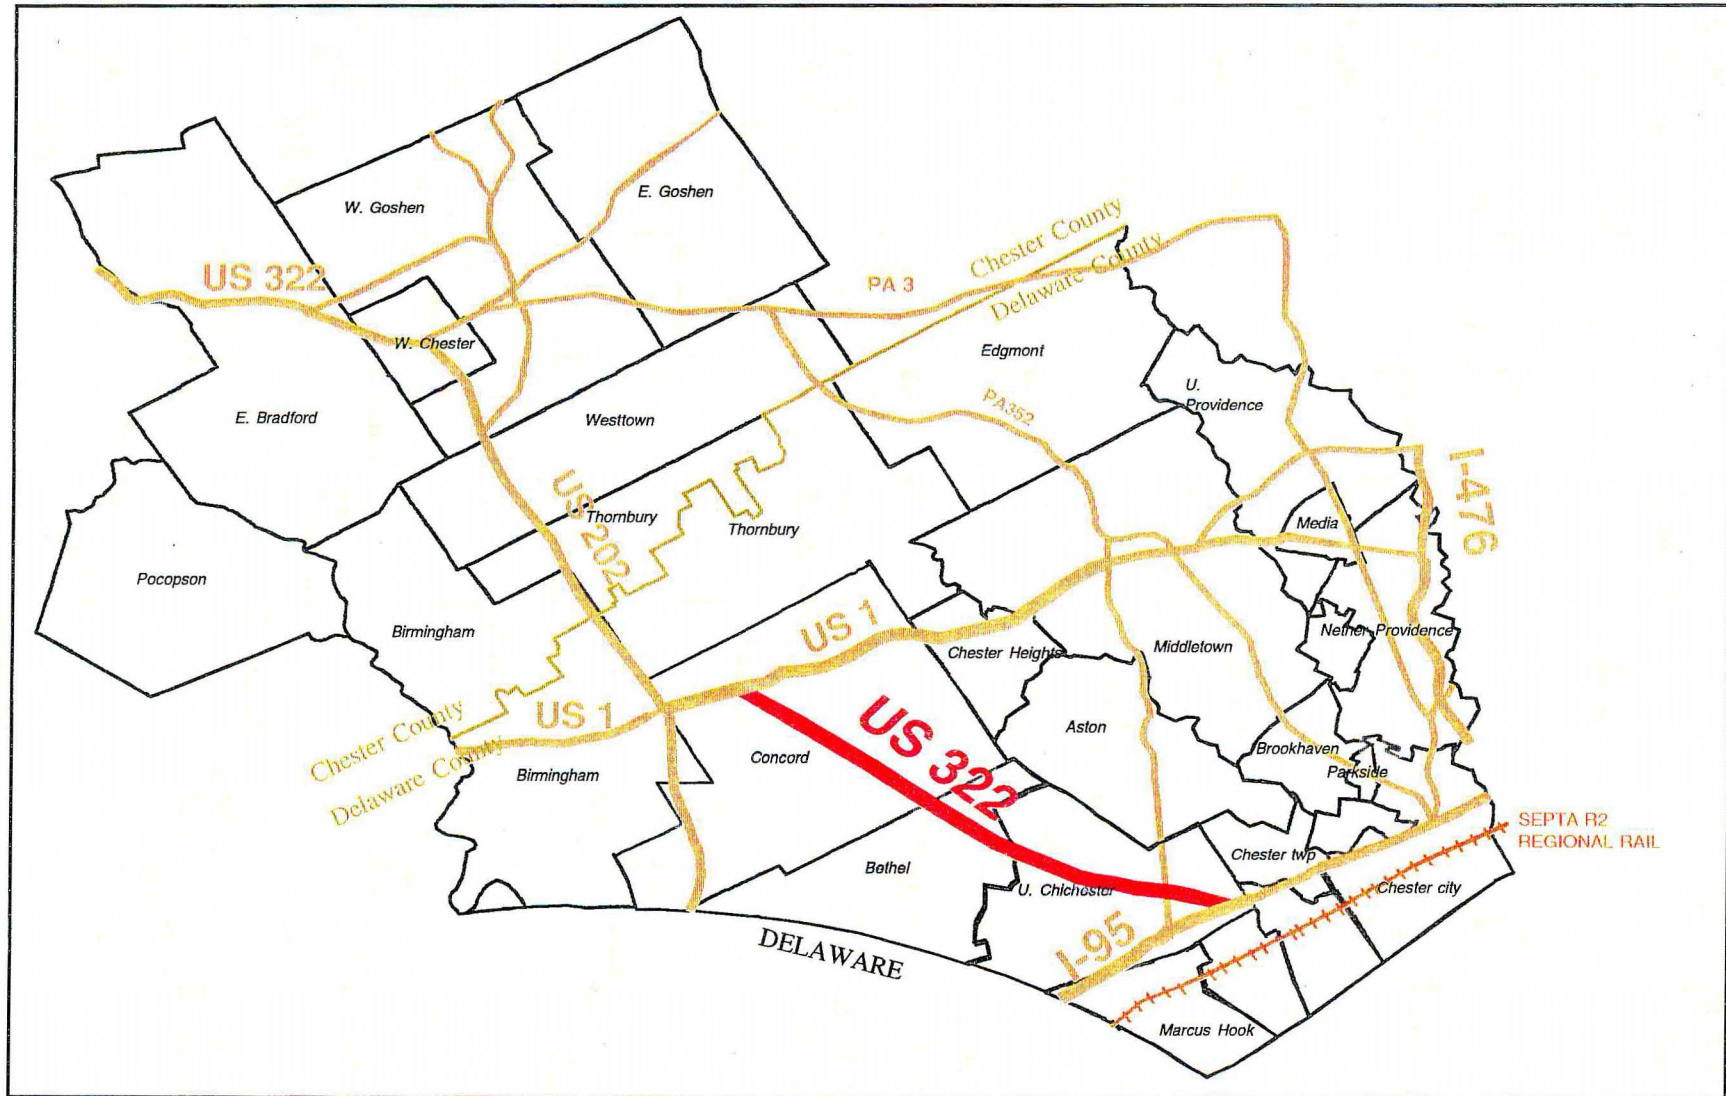 W. Goshen
E. Goshen
Chester County
Delaware County
US 322
PA 3
W. Chester
Edgmont
U.
Providence
E. Bradford
Westtown
PA352
I-476
US 202
Thornbury
Thornbury
Media
Pocopson
Birmingham
US 1
Chester Heights
Middletown
Nether Providence
US 1
Chester County
Delaware County
Birmingham
Concord
US 322
Aston
Brookhaven
Parkside
SEPTA R2
REGIONAL RAIL
Bethel
U. Chichester
Chester twp
Chester city
I-95
DELAWARE
Marcus Hook